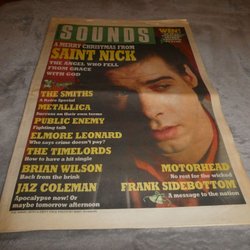 SOUNDS
WIN!
A MERRY CHRISTMAS FROM
SAINT NICK
THE ANGEL WHO FELL
FROM GRACE
WITH GOD
THE SMITHS
A Retro Special
METALLICA
Success on their own terms
PUBLIC ENEMY
Fighting talk
ELMORE LEONARD
Who says crime doesn't pay?
THE TIMELORDS
How to have a hit single
BRIAN WILSON
Back from the brink
JAZ COLEMAN
Apocalypse now! Or
maybe tomorrow afternoon
MOTORHEAD
No rest for the wicked
FRANK SIDEBOTTOM
A message to the nation